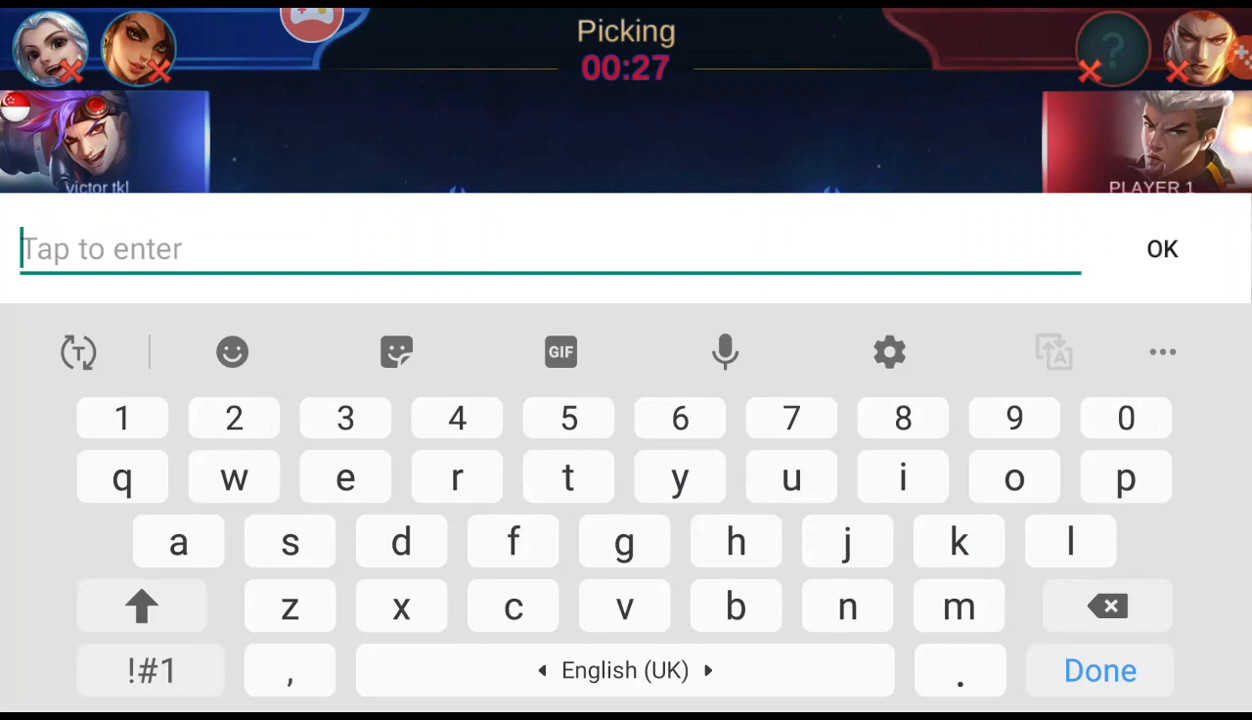 Picking
00:27
?
victor tkl
PLAYER 1
Tap to enter
OK
T
GIF
A
1 2 3 4 5 6 7 8 9 0
q w e r t y u i o p
a s d f g h j k l
z x c v b n m
!#1 , English (UK) . Done